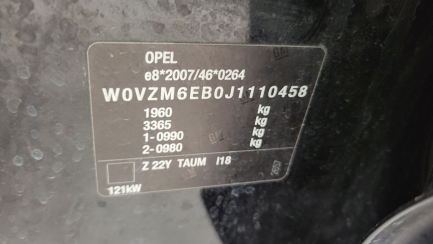 OPEL
e8*2007/46*0264
W0VZM6EB0J1110458
1960 kg
3365 kg
1-0990 kg
2-0980 kg
Z 22Y TAUM I18
121kW